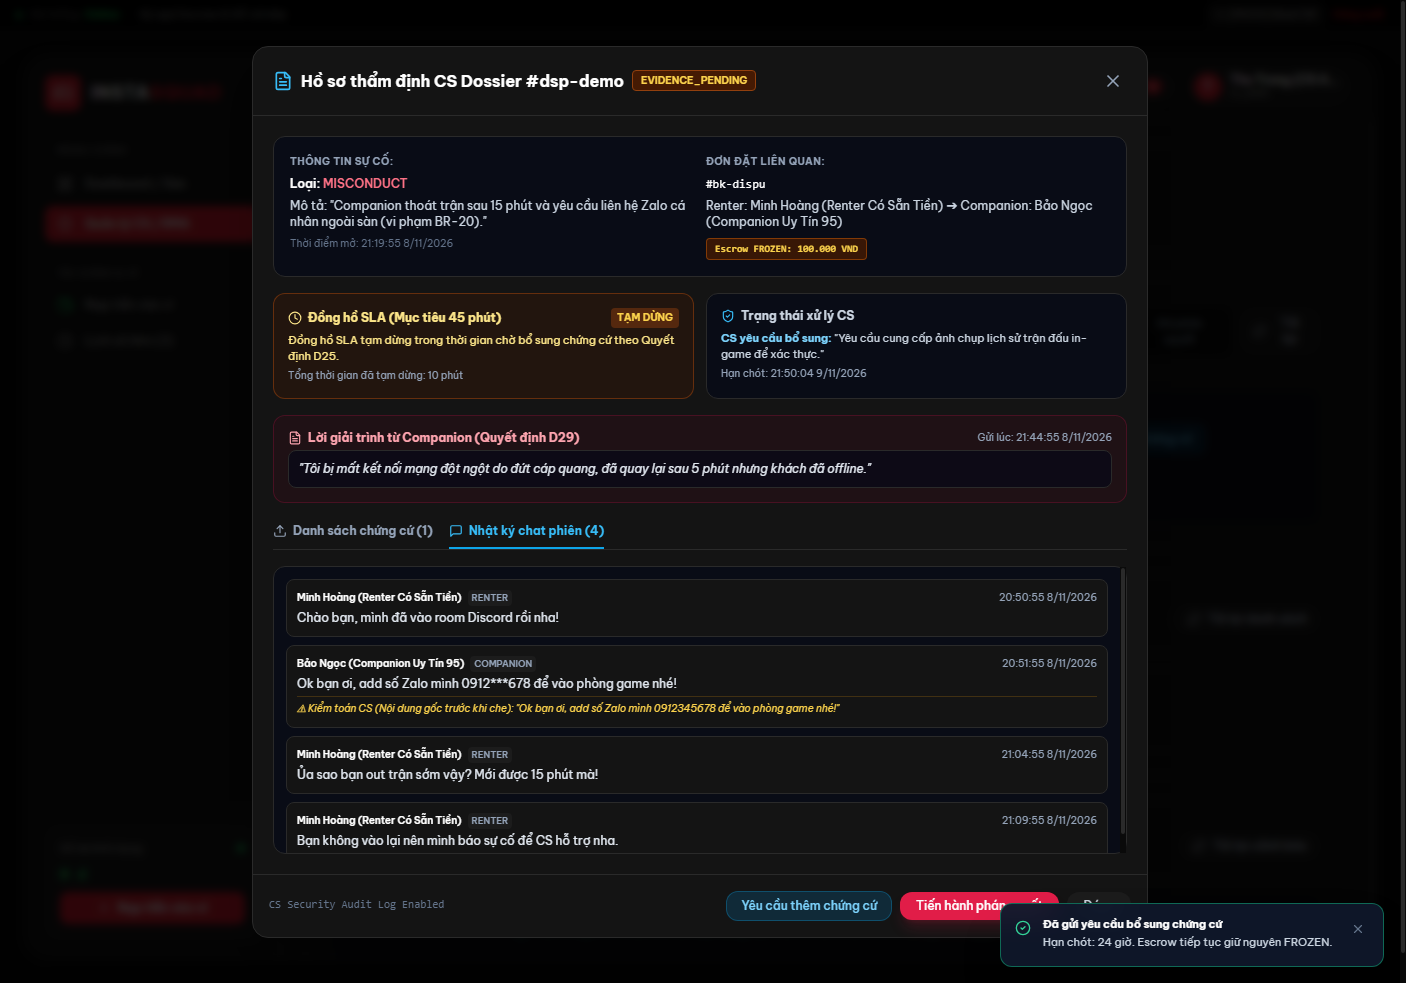 Hồ sơ thẩm định CS Dossier #dsp-demo EVIDENCE_PENDING
THÔNG TIN SỰ CỐ:
Loại: MISCONDUCT
Mô tả: "Companion thoát trận sau 15 phút và yêu cầu liên hệ Zalo cá
nhân ngoài sàn (vi phạm BR-20)."
Thời điểm mở: 21:19:55 8/11/2026
ĐƠN ĐẶT LIÊN QUAN:
#bk-dispu
Renter: Minh Hoàng (Renter Có Sẵn Tiền) → Companion: Bảo Ngọc
(Companion Uy Tín 95)
Escrow FROZEN: 100.000 VND
Đồng hồ SLA (Mục tiêu 45 phút) TẠM DỪNG
Đồng hồ SLA tạm dừng trong thời gian chờ bổ sung chứng cứ theo Quyết
định D25.
Tổng thời gian đã tạm dừng: 10 phút
Trạng thái xử lý CS
CS yêu cầu bổ sung: "Yêu cầu cung cấp ảnh chụp lịch sử trận đấu in-
game để xác thực."
Hạn chót: 21:50:04 9/11/2026
Lời giải trình từ Companion (Quyết định D29) Gửi lúc: 21:44:55 8/11/2026
"Tôi bị mất kết nối mạng đột ngột do đứt cáp quang, đã quay lại sau 5 phút nhưng khách đã offline."
Danh sách chứng cứ (1) Nhật ký chat phiên (4)
Minh Hoàng (Renter Có Sẵn Tiền) RENTER 20:50:55 8/11/2026
Chào bạn, mình đã vào room Discord rồi nha!
Bảo Ngọc (Companion Uy Tín 95) COMPANION 20:51:55 8/11/2026
Ok bạn ơi, add số Zalo mình 0912***678 để vào phòng game nhé!
⚠ Kiểm toán CS (Nội dung gốc trước khi che): "Ok bạn ơi, add số Zalo mình 0912345678 để vào phòng game nhé!"
Minh Hoàng (Renter Có Sẵn Tiền) RENTER 21:04:55 8/11/2026
Ủa sao bạn out trận sớm vậy? Mới được 15 phút mà!
Minh Hoàng (Renter Có Sẵn Tiền) RENTER 21:09:55 8/11/2026
Bạn không vào lại nên mình báo sự cố để CS hỗ trợ nha.
CS Security Audit Log Enabled
Yêu cầu thêm chứng cứ
Tiến hành phán
Đã gửi yêu cầu bổ sung chứng cứ
Hạn chót: 24 giờ. Escrow tiếp tục giữ nguyên FROZEN.